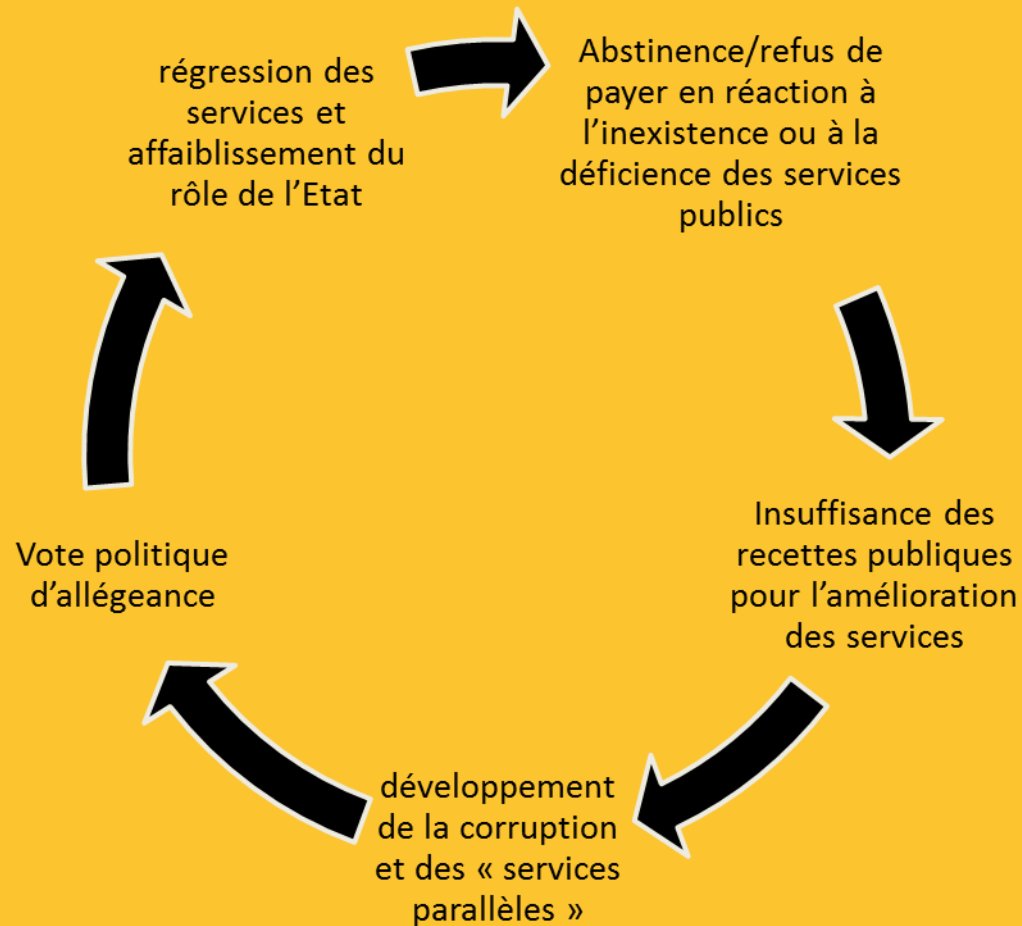 régression des
services et
affaiblissement du
rôle de l'Etat
Abstinence/refus de
payer en réaction à
l'inexistence ou à la
déficience des services
publics
Insuffisance des
recettes publiques
pour l'amélioration
des services
développement
de la corruption
et des « services
parallèles »
Vote politique
d'allégeance